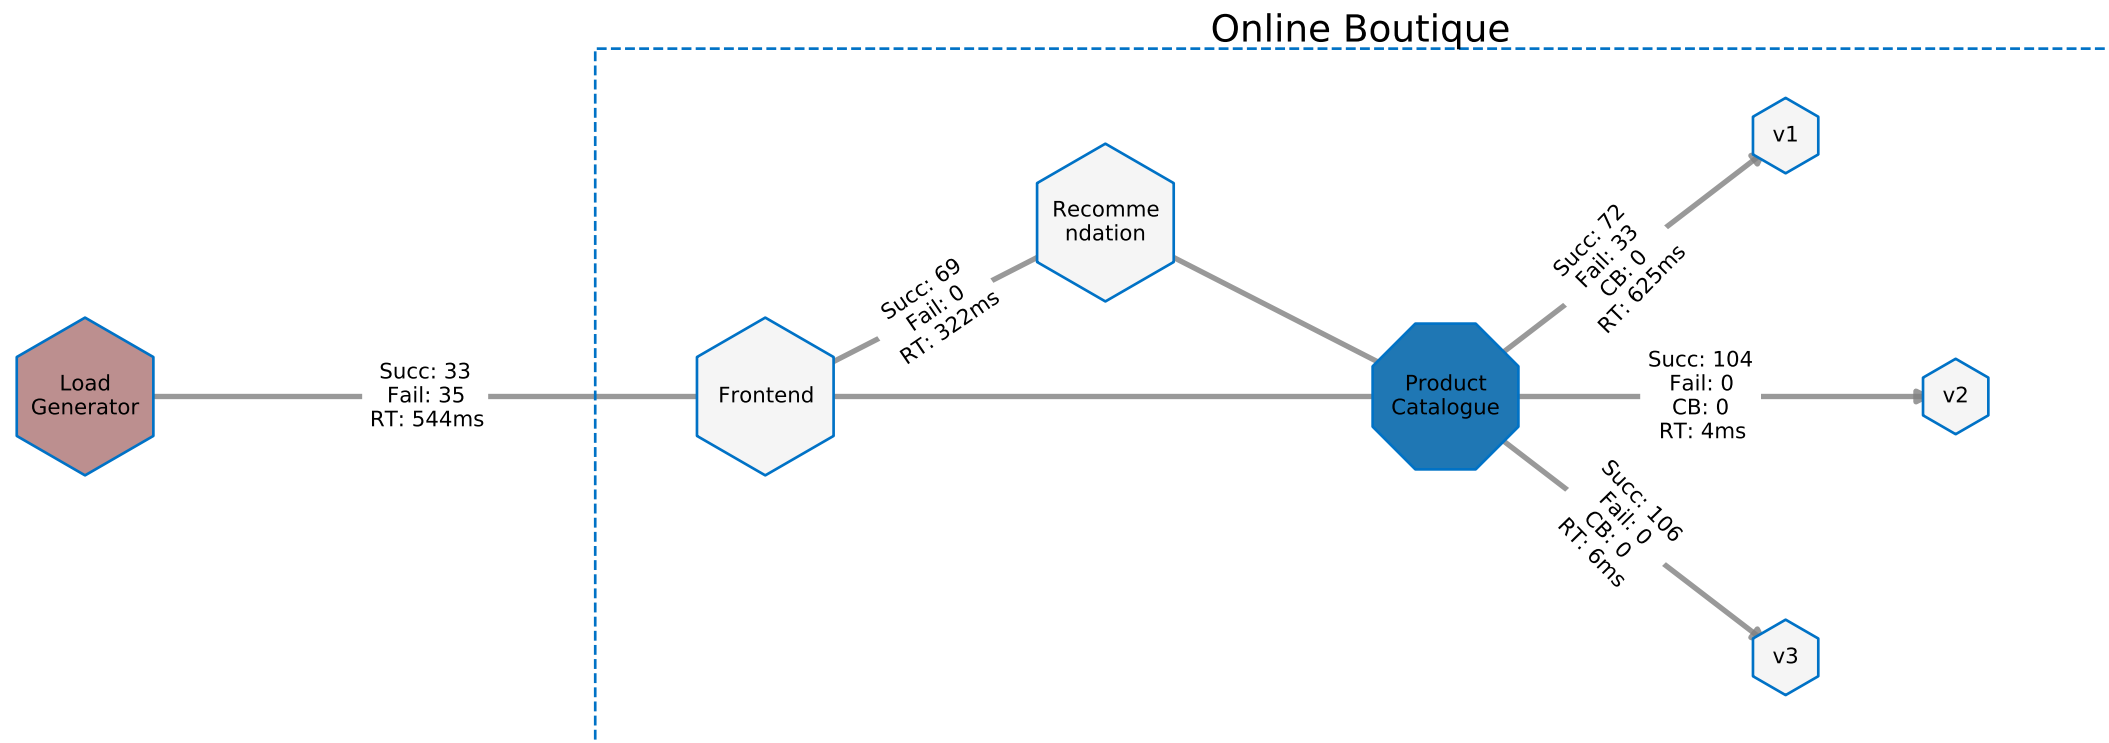 Online Boutique
Load
Generator
Succ: 33
Fail: 35
RT: 544ms
Frontend
Succ: 69
Fail: 0
RT: 322ms
Recomme
ndation
Product
Catalogue
Succ: 72
Fail: 33
CB: 0
RT: 625ms
v1
Succ: 104
Fail: 0
CB: 0
RT: 4ms
v2
Succ: 106
Fail: 0
CB: 0
RT: 6ms
v3